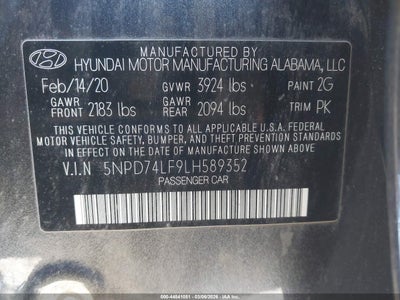 MANUFACTURED BY
HYUNDAI MOTOR MANUFACTURING ALABAMA, LLC
Feb/14/20 GVWR 3924 lbs PAINT 2G
GAWR FRONT 2183 lbs GAWR REAR 2094 lbs TRIM PK
THIS VEHICLE CONFORMS TO ALL APPLICABLE U.S. FEDERAL
MOTOR VEHICLE SAFETY, BUMPER, AND THEFT PREVENTION STANDARDS
IN EFFECT ON THE DATE OF MANUFACTURE SHOWN ABOVE.
V.I.N 5NPD74LF9LH589352
PASSENGER CAR